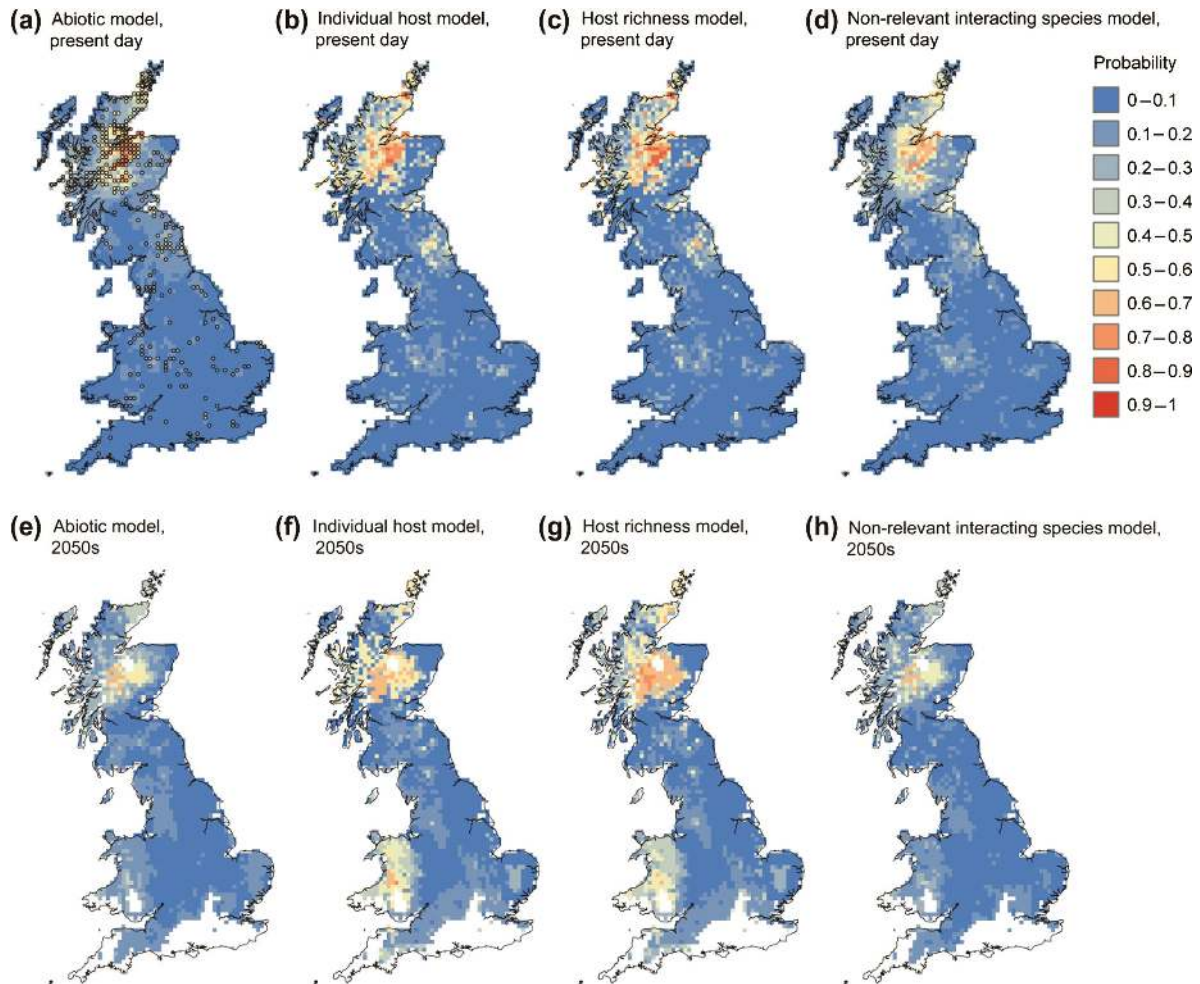 (a) Abiotic model,
present day
(b) Individual host model,
present day
(c) Host richness model,
present day
(d) Non-relevant interacting species model,
present day
Probability
0–0.1
0.1–0.2
0.2–0.3
0.3–0.4
0.4–0.5
0.5–0.6
0.6–0.7
0.7–0.8
0.8–0.9
0.9–1
(e) Abiotic model,
2050s
(f) Individual host model,
2050s
(g) Host richness model,
2050s
(h) Non-relevant interacting species model,
2050s